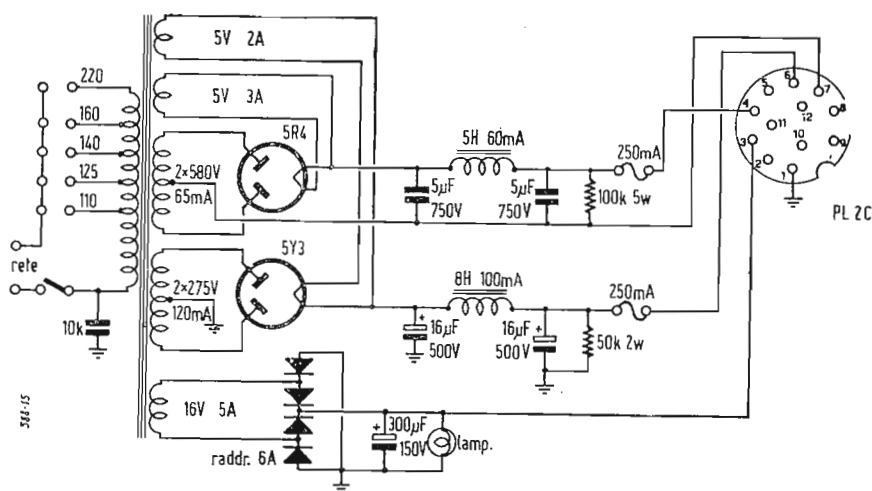 220
160
140
125
110
rete
10k
588-15
5V 2A
5V 3A
5R4
2×580V
65mA
5Y3
2×275V
120mA
16V 5A
raddr. 6A
5H 60mA
5µF
750V
5µF
750V
100k 5w
250mA
8H 100mA
16µF
500V
16µF
500V
50k 2w
250mA
+
+
+
300µF
150V
lamp.
1
2
3
4
5
6
7
8
9
10
11
12
PL 2C